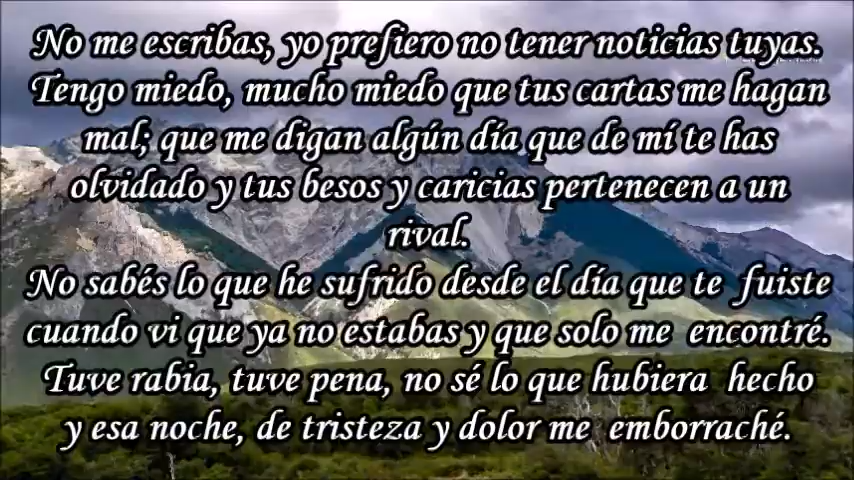 No me escribas, yo prefiero no tener noticias tuyas.
Tengo miedo, mucho miedo que tus cartas me hagan
mal; que me digan algún día que de mí te has
olvidado y tus besos y caricias pertenecen a un
rival.
No sabés lo que he sufrido desde el día que te fuiste
cuando vi que ya no estabas y que solo me encontré.
Tuve rabia, tuve pena, no sé lo que hubiera hecho
y esa noche, de tristeza y dolor me emborraché.